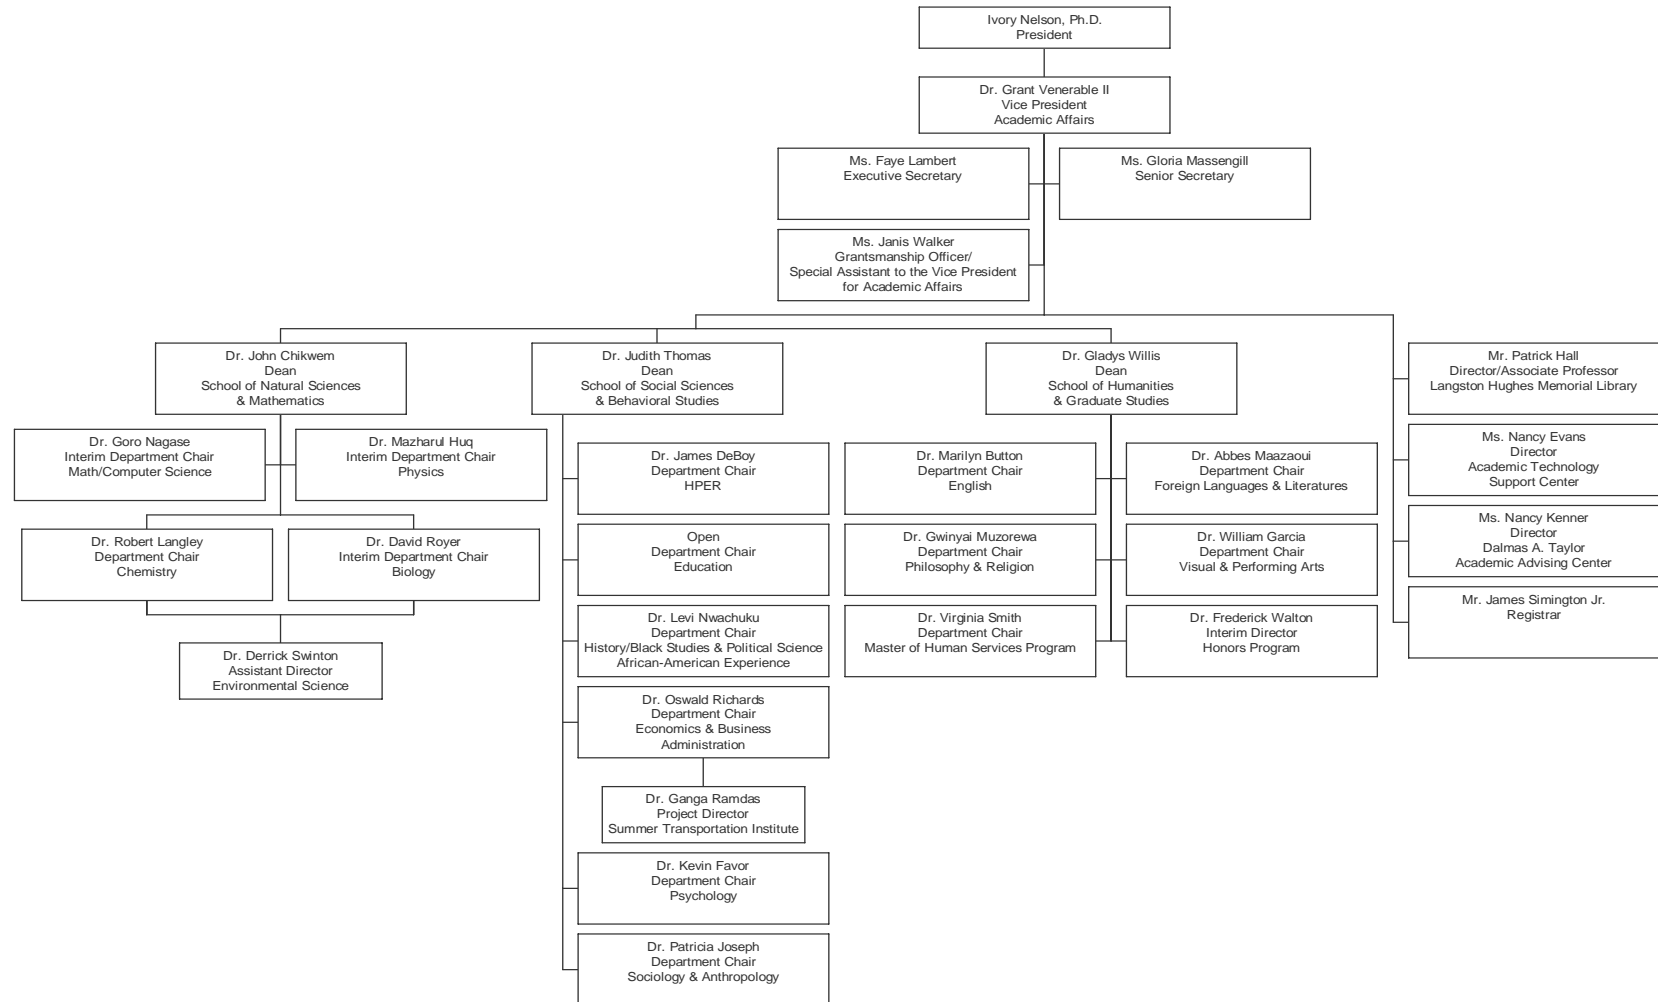 Ivory Nelson, Ph.D.
President
Dr. Grant Venerable II
Vice President
Academic Affairs
Ms. Faye Lambert
Executive Secretary
Ms. Gloria Massengill
Senior Secretary
Ms. Janis Walker
Grantsmanship Officer/
Special Assistant to the Vice President
for Academic Affairs
Dr. John Chikwem
Dean
School of Natural Sciences
& Mathematics
Dr. Goro Nagase
Interim Department Chair
Math/Computer Science
Dr. Mazharul Huq
Interim Department Chair
Physics
Dr. Robert Langley
Department Chair
Chemistry
Dr. David Royer
Interim Department Chair
Biology
Dr. Derrick Swinton
Assistant Director
Environmental Science
Dr. Judith Thomas
Dean
School of Social Sciences
& Behavioral Studies
Dr. James DeBoy
Department Chair
HPER
Open
Department Chair
Education
Dr. Levi Nwachuku
Department Chair
History/Black Studies & Political Science
African-American Experience
Dr. Oswald Richards
Department Chair
Economics & Business
Administration
Dr. Ganga Ramdas
Project Director
Summer Transportation Institute
Dr. Kevin Favor
Department Chair
Psychology
Dr. Patricia Joseph
Department Chair
Sociology & Anthropology
Dr. Gladys Willis
Dean
School of Humanities
& Graduate Studies
Dr. Marilyn Button
Department Chair
English
Dr. Abbes Maazaoui
Department Chair
Foreign Languages & Literatures
Dr. Gwinyai Muzorewa
Department Chair
Philosophy & Religion
Dr. William Garcia
Department Chair
Visual & Performing Arts
Dr. Virginia Smith
Department Chair
Master of Human Services Program
Dr. Frederick Walton
Interim Director
Honors Program
Mr. Patrick Hall
Director/Associate Professor
Langston Hughes Memorial Library
Ms. Nancy Evans
Director
Academic Technology
Support Center
Ms. Nancy Kenner
Director
Dalmas A. Taylor
Academic Advising Center
Mr. James Simington Jr.
Registrar